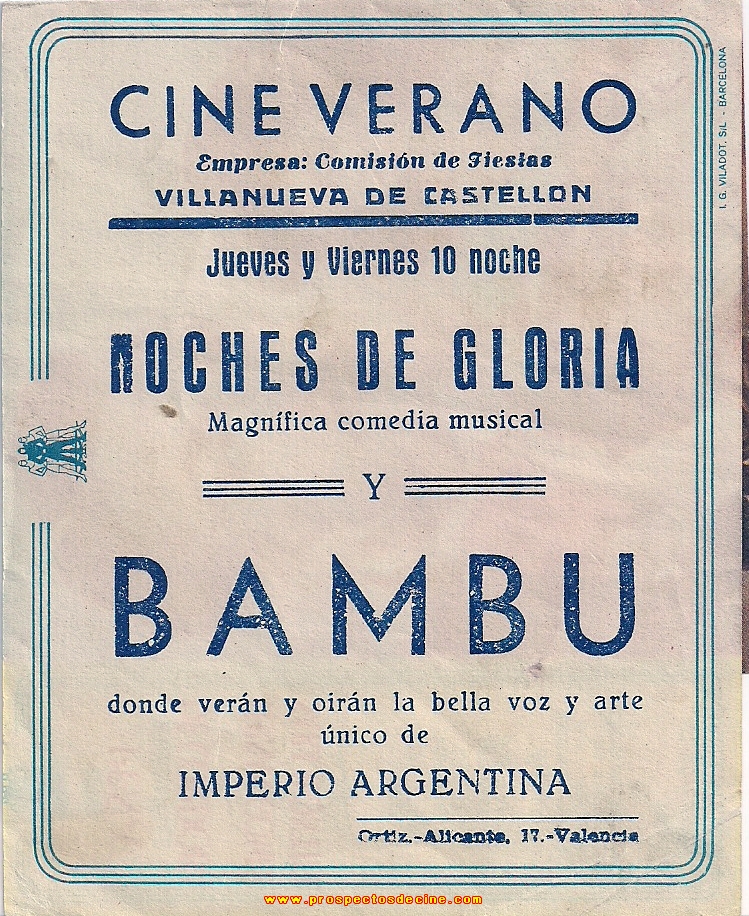 CINE VERANO
Empresa: Comisión de Fiestas
VILLANUEVA DE CASTELLON
Jueves y Viernes 10 noche
NOCHES DE GLORIA
Magnífica comedia musical
Y
BAMBU
donde verán y oirán la bella voz y arte
único de
IMPERIO ARGENTINA
Ortiz.-Alicante, 17.-Valencia
I. G. VILADOT. S/L. - BARCELONA
www.prospectosdecine.com